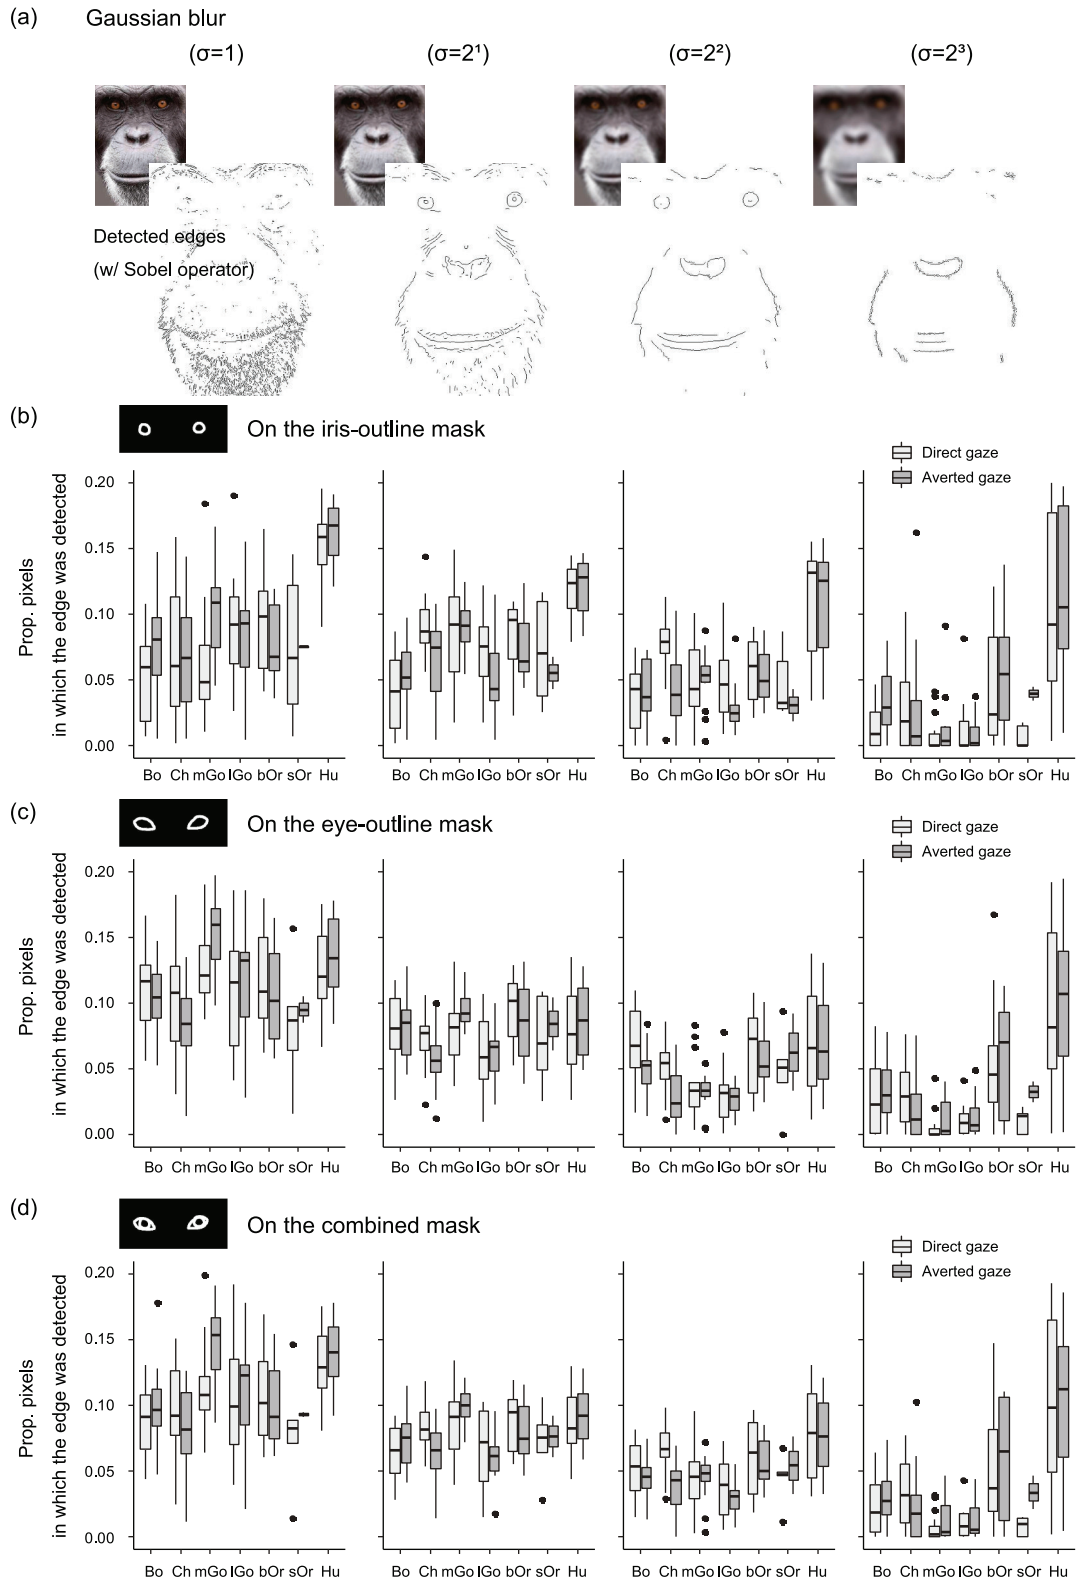 (a) Gaussian blur
(σ=1) (σ=2¹) (σ=2²) (σ=2³)
Detected edges
(w/ Sobel operator)
(b) On the iris-outline mask
Direct gaze
Averted gaze
Prop. pixels
in which the edge was detected
0.20
0.15
0.10
0.05
0.00
Bo Ch mGo lGo bOr sOr Hu Bo Ch mGo lGo bOr sOr Hu Bo Ch mGo lGo bOr sOr Hu Bo Ch mGo lGo bOr sOr Hu
(c) On the eye-outline mask
Direct gaze
Averted gaze
Prop. pixels
in which the edge was detected
0.20
0.15
0.10
0.05
0.00
Bo Ch mGo lGo bOr sOr Hu Bo Ch mGo lGo bOr sOr Hu Bo Ch mGo lGo bOr sOr Hu Bo Ch mGo lGo bOr sOr Hu
(d) On the combined mask
Direct gaze
Averted gaze
Prop. pixels
in which the edge was detected
0.20
0.15
0.10
0.05
0.00
Bo Ch mGo lGo bOr sOr Hu Bo Ch mGo lGo bOr sOr Hu Bo Ch mGo lGo bOr sOr Hu Bo Ch mGo lGo bOr sOr Hu